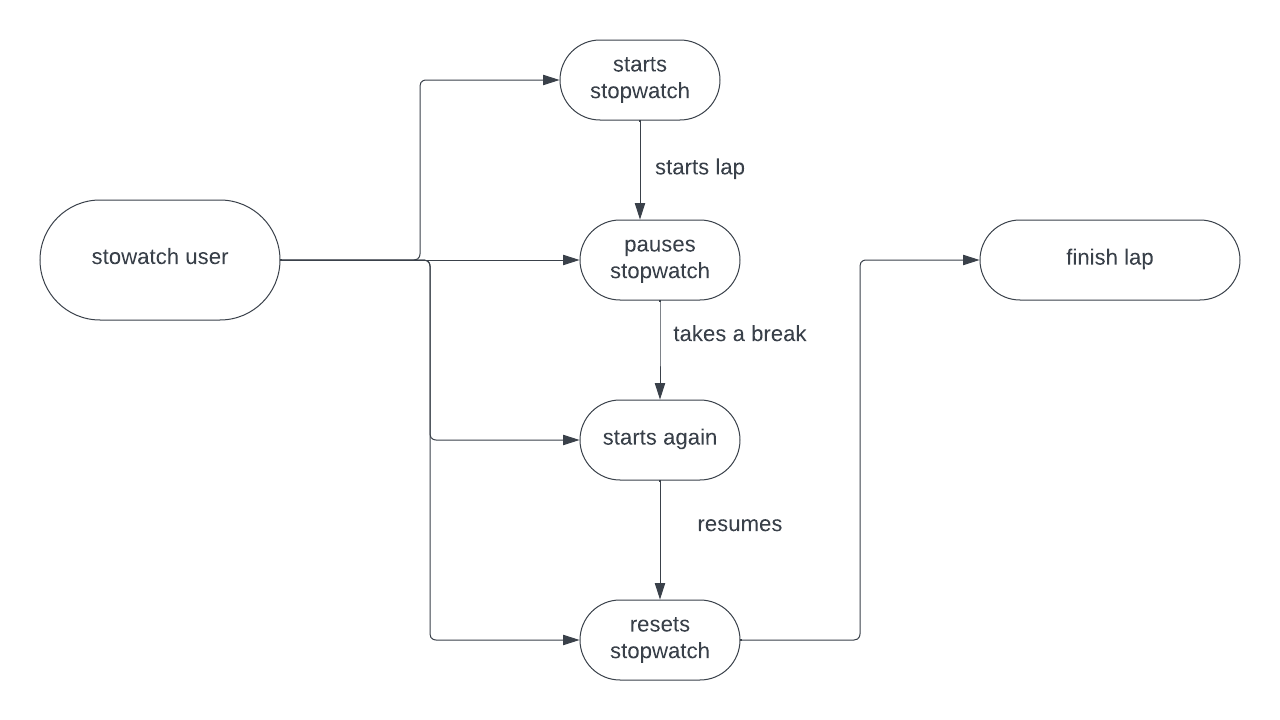 starts
stopwatch
starts lap
stowatch user
pauses
stopwatch
finish lap
takes a break
starts again
resumes
resets
stopwatch